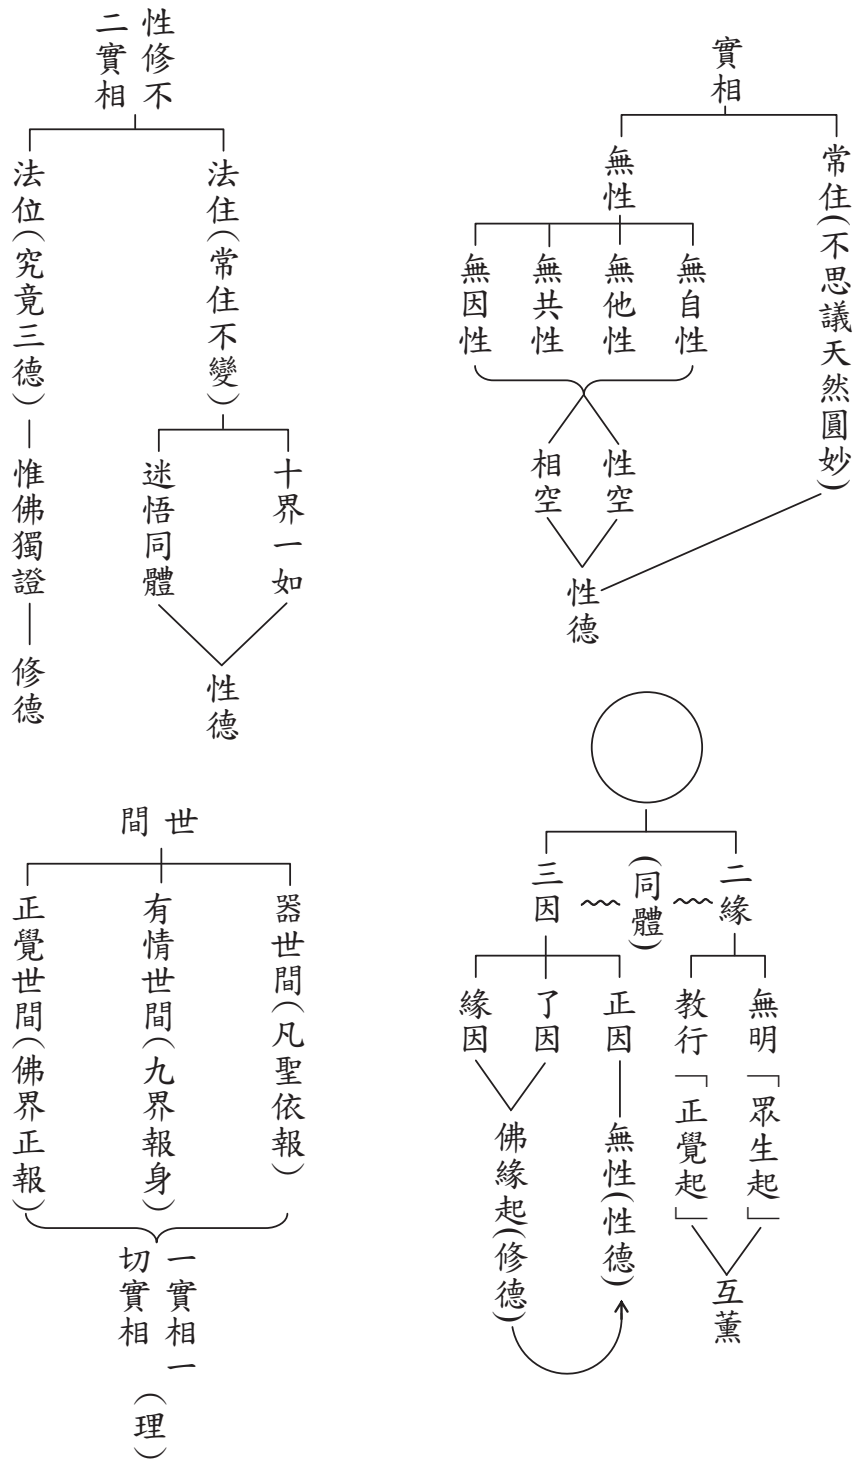 實相
常住(不思議天然圓妙)
無性
無自性
無他性
無共性
無因性
性空
相空
性德
二緣
(同體)
三因
無明「眾生起」
教行「正覺起」
互薰
正因
無性(性德)
了因
緣因
佛緣起(修德)
性修不
二實相
法住(常住不變)
十界一如
迷悟同體
性德
法位(究竟三德)
惟佛獨證
修德
世間
器世間(凡聖依報)
有情世間(九界報身)
正覺世間(佛界正報)
一實相一
切實相
(理)